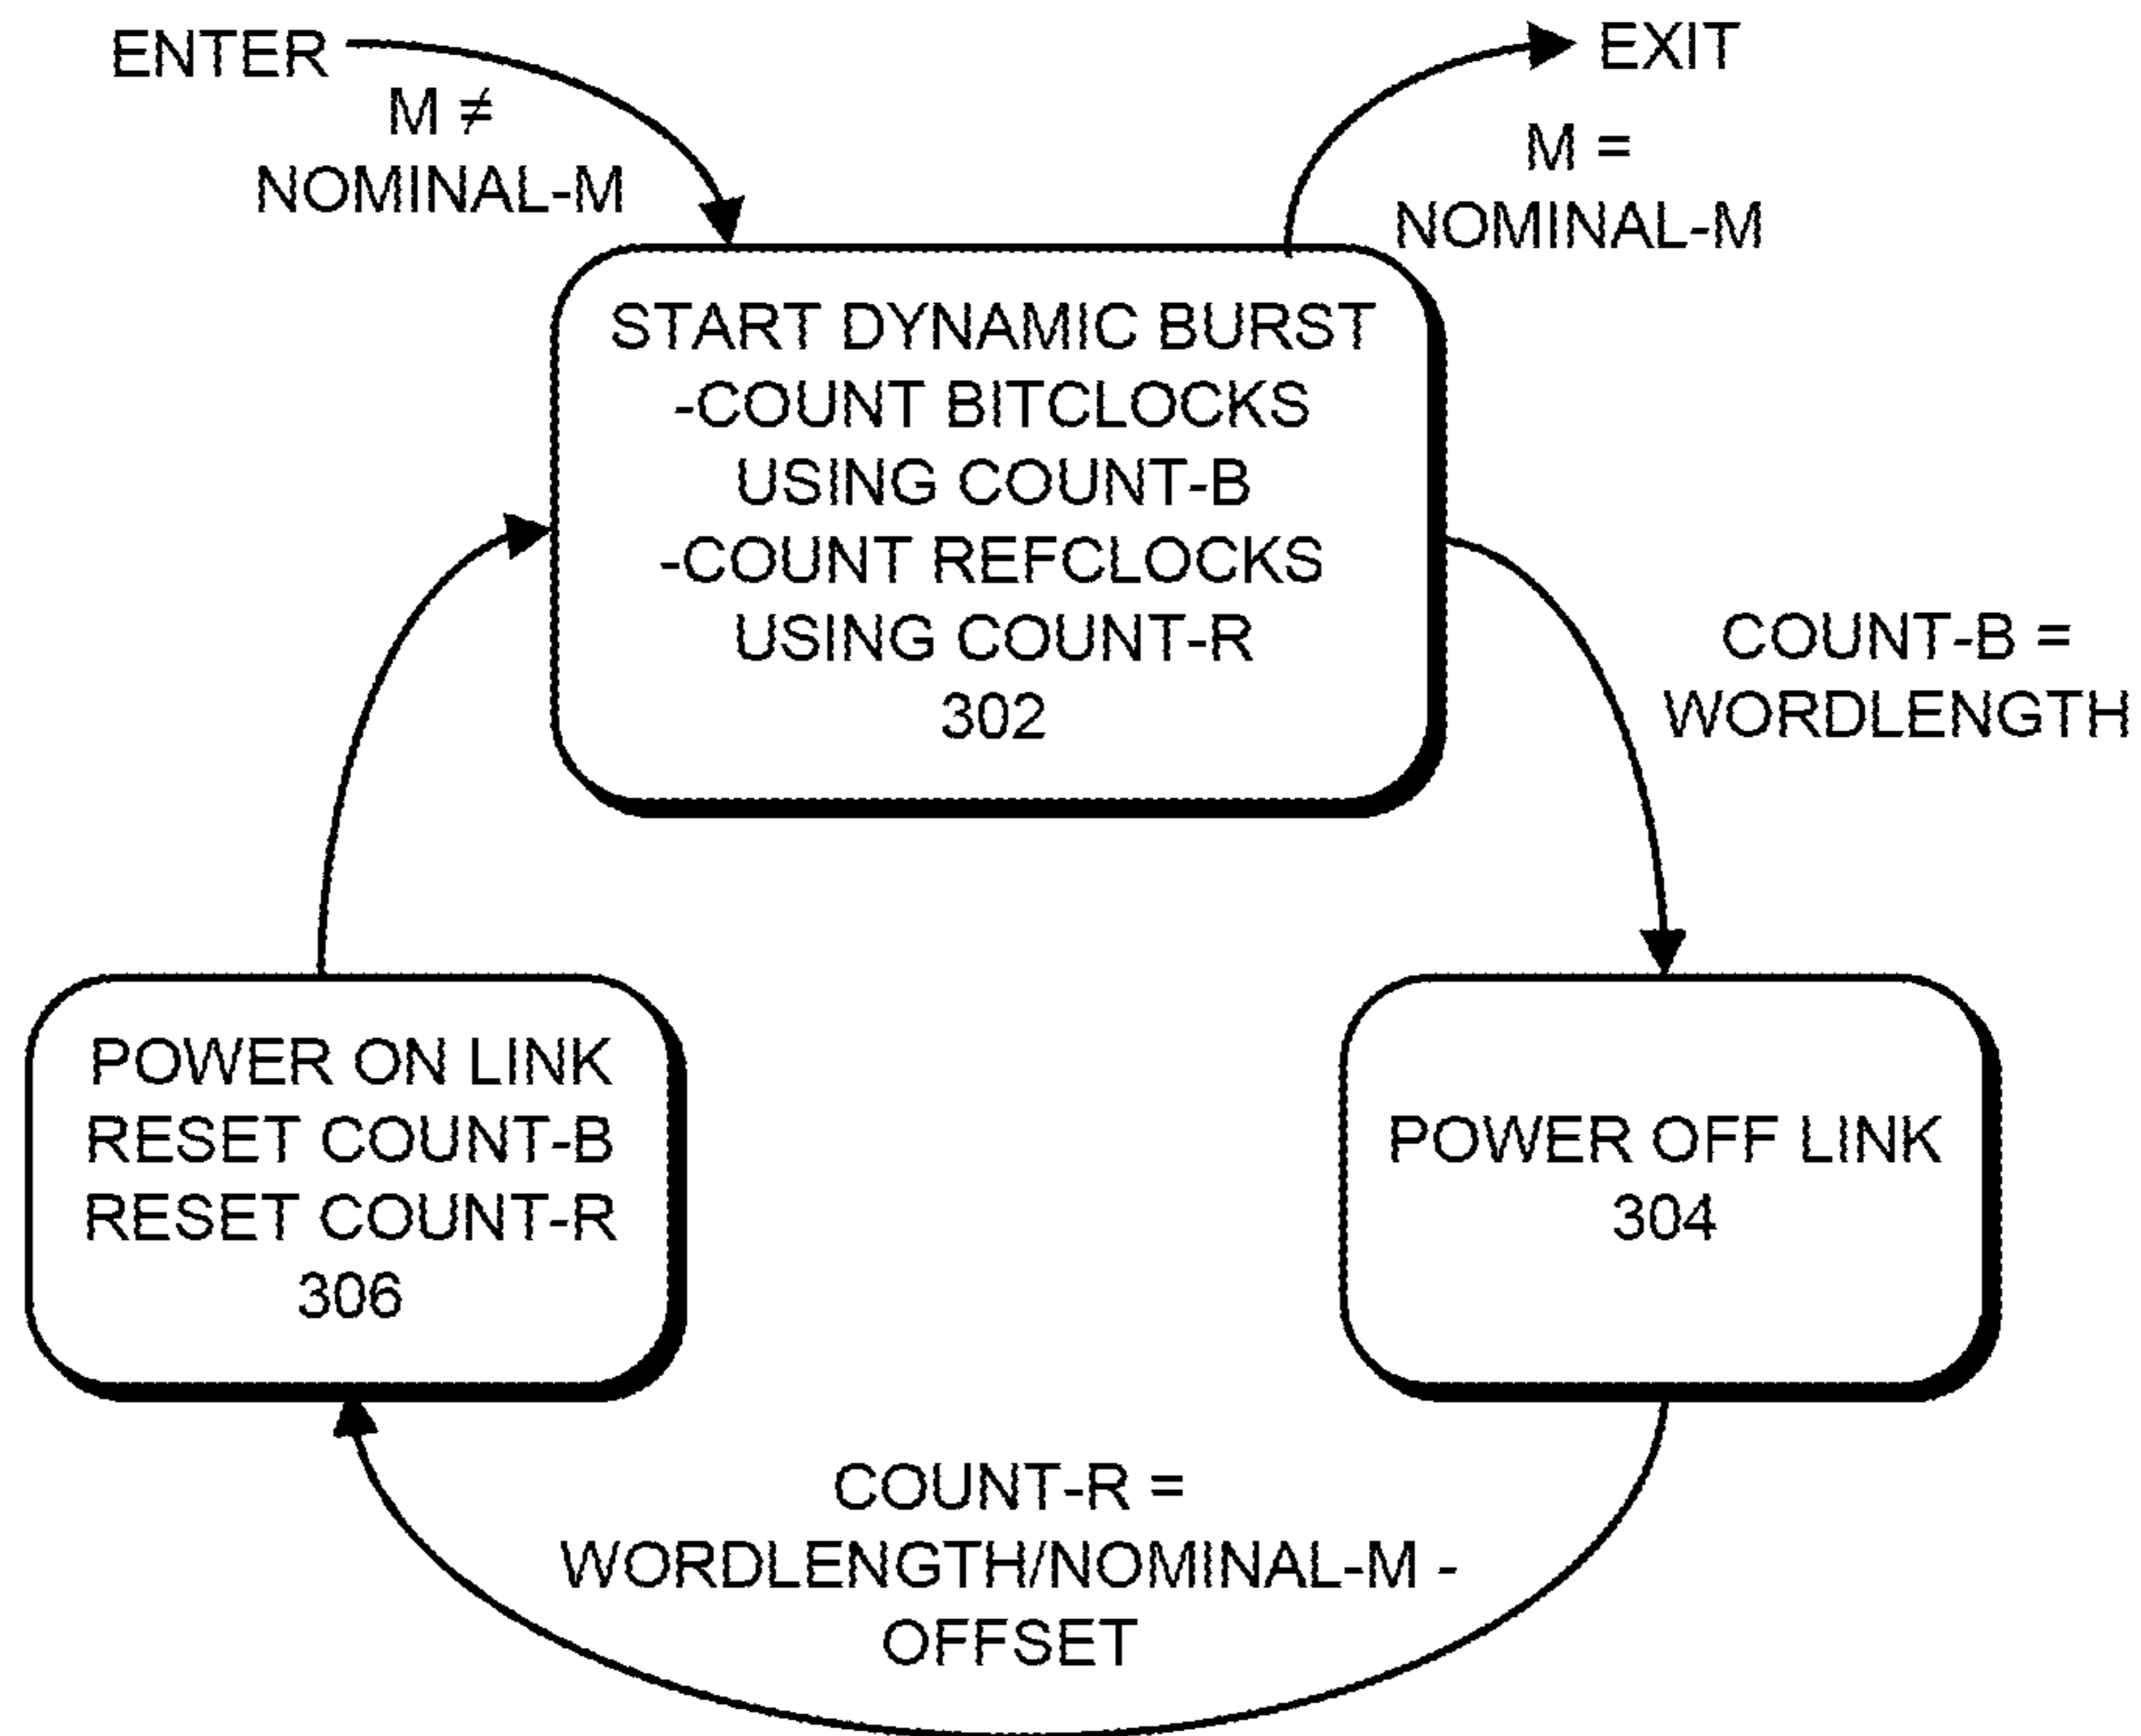 ENTER
M ≠
NOMINAL-M
EXIT
M =
NOMINAL-M
START DYNAMIC BURST
-COUNT BITCLOCKS
USING COUNT-B
-COUNT REFCLOCKS
USING COUNT-R
302
COUNT-B =
WORDLENGTH
POWER OFF LINK
304
COUNT-R =
WORDLENGTH/NOMINAL-M -
OFFSET
POWER ON LINK
RESET COUNT-B
RESET COUNT-R
306